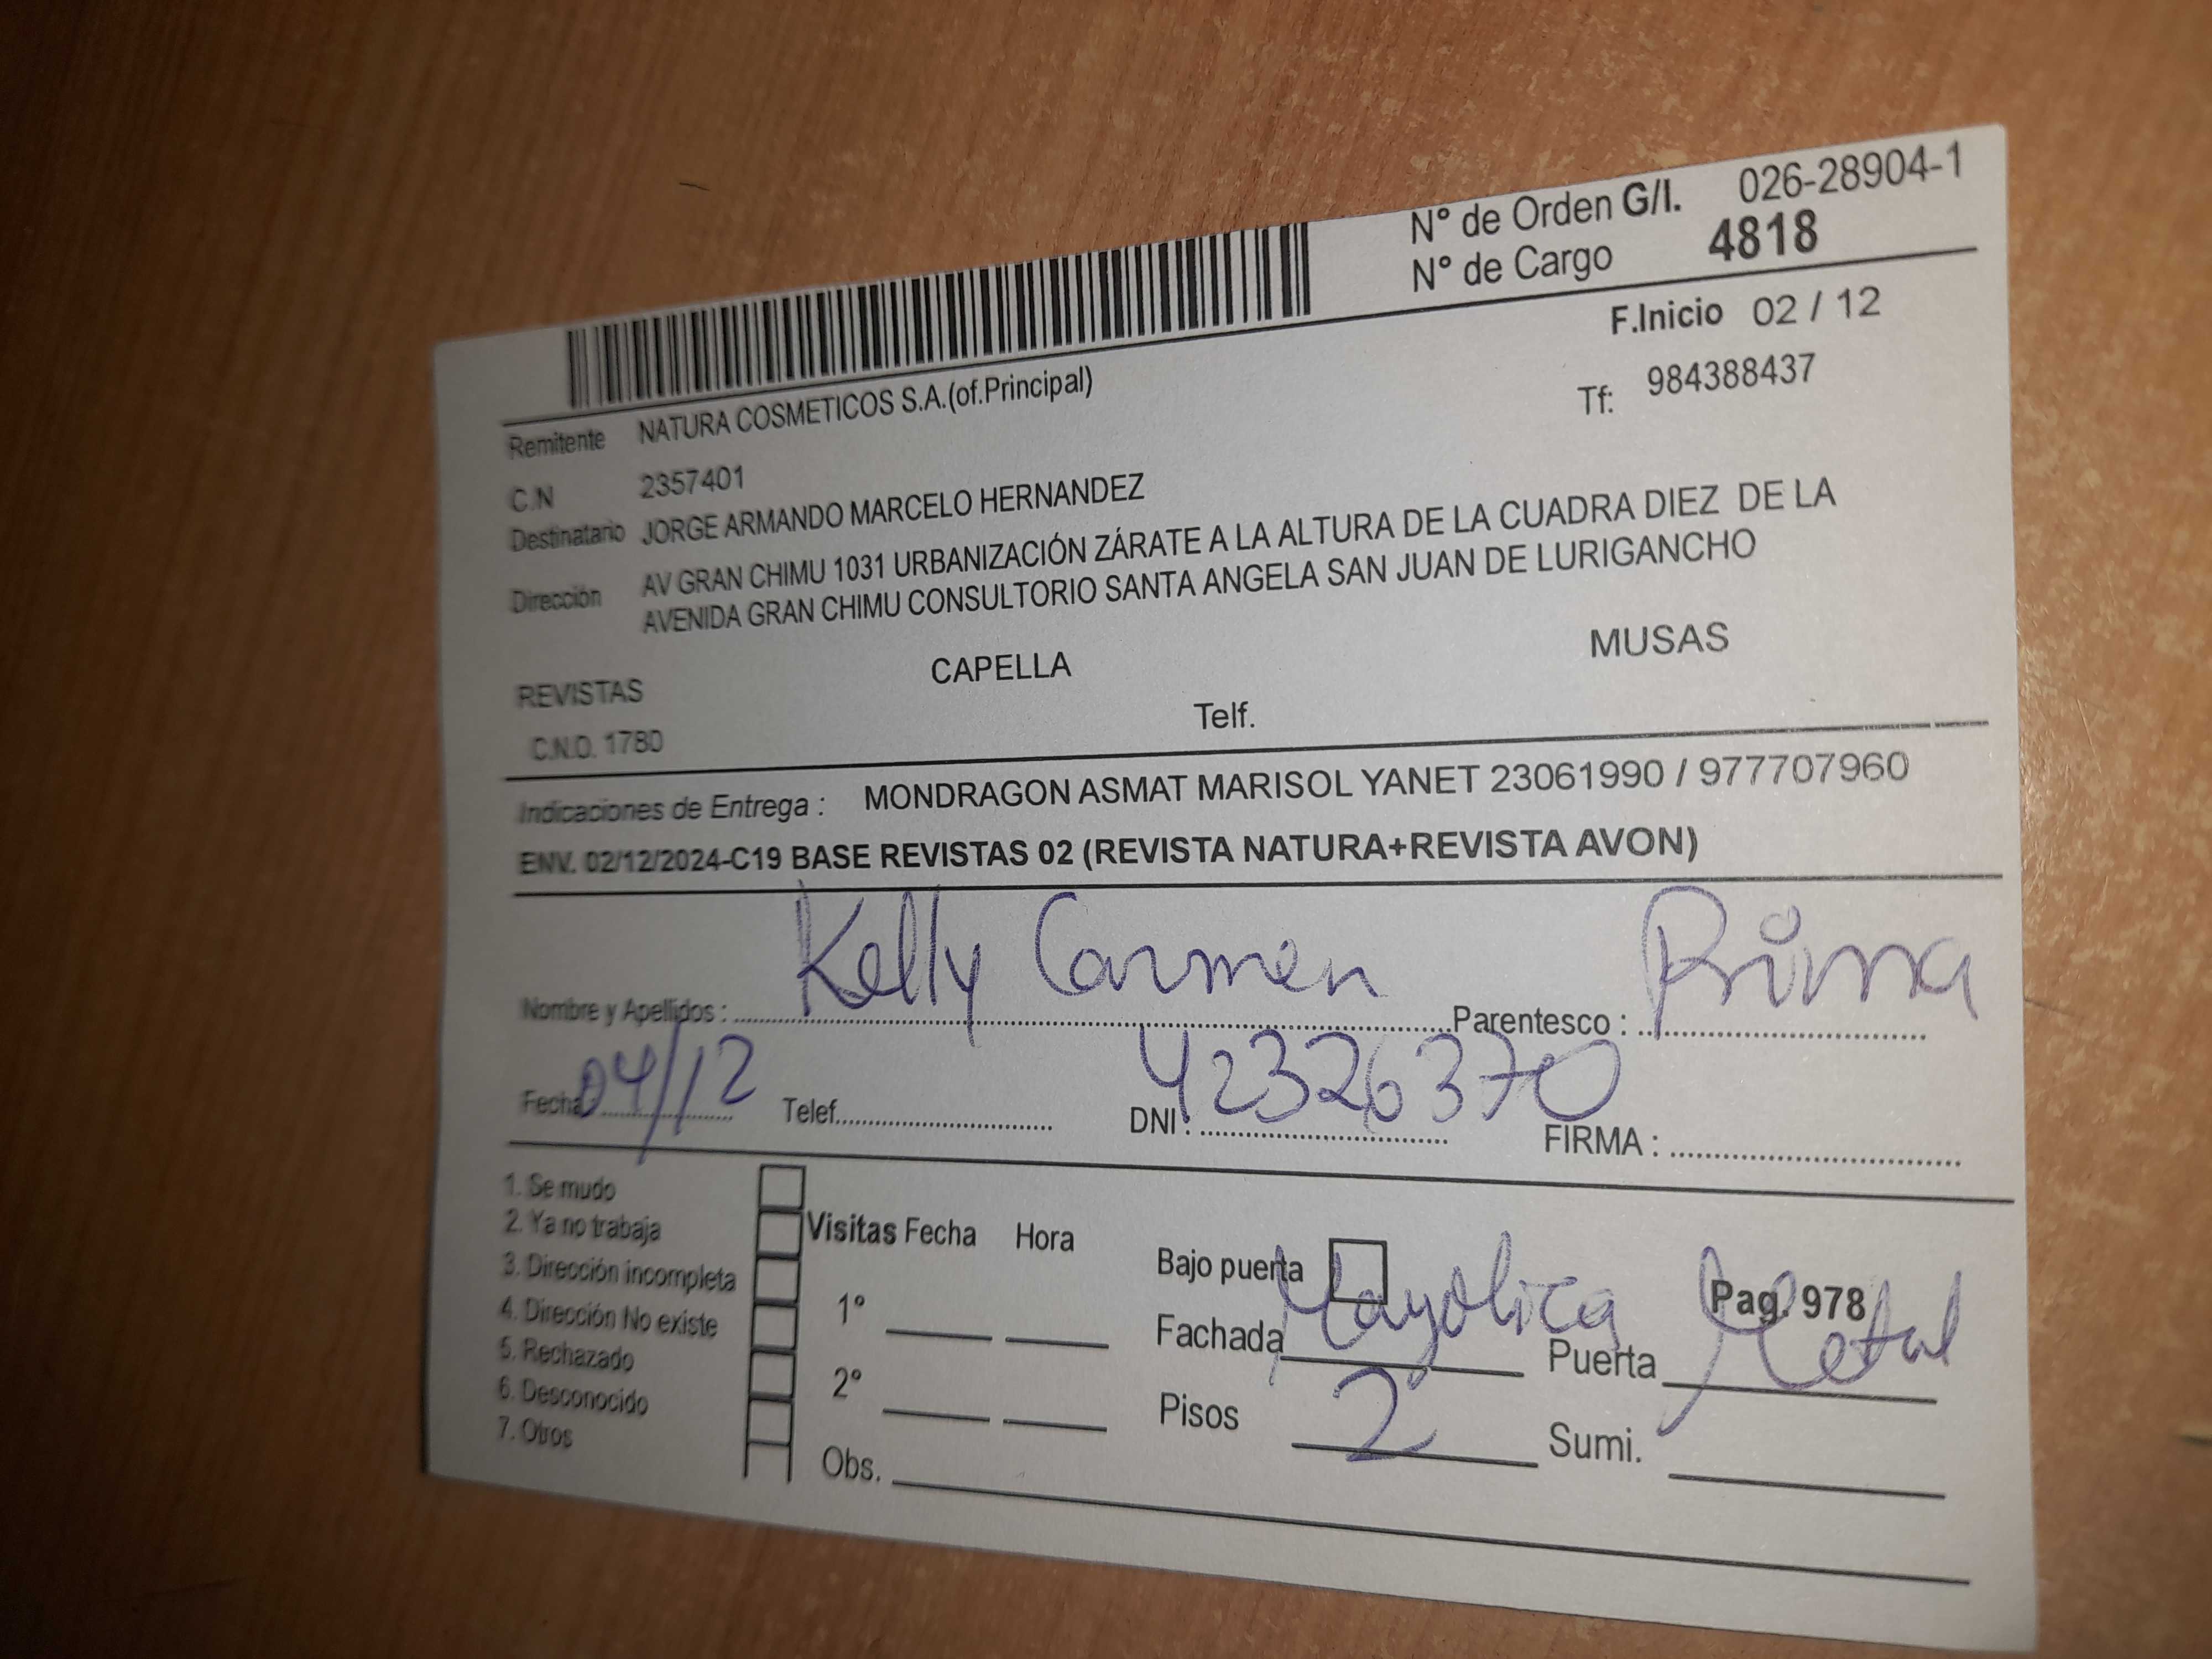 N° de Orden G/I. 026-28904-1
N° de Cargo 4818
F.Inicio 02 / 12
Remitente NATURA COSMETICOS S.A.(of.Principal)
Tf: 984388437
C.N 2357401
Destinatario JORGE ARMANDO MARCELO HERNANDEZ
Dirección AV GRAN CHIMU 1031 URBANIZACIÓN ZÁRATE A LA ALTURA DE LA CUADRA DIEZ DE LA
AVENIDA GRAN CHIMU CONSULTORIO SANTA ANGELA SAN JUAN DE LURIGANCHO
REVISTAS CAPELLA MUSAS
C.N.O. 1780 Telf.
Indicaciones de Entrega : MONDRAGON ASMAT MARISOL YANET 23061990 / 977707960
ENV. 02/12/2024-C19 BASE REVISTAS 02 (REVISTA NATURA+REVISTA AVON)
Nombre y Apellidos : Kelly Carmen Parentesco : Prima
Fecha : 04/12 Telef. DNI : 42326370 FIRMA :
1. Se mudo
2. Ya no trabaja
3. Dirección incompleta
4. Dirección No existe
5. Rechazado
6. Desconocido
7. Otros
Visitas Fecha Hora
1°
2°
Obs.
Bajo puerta Pag. 978
Fachada Mayolica Puerta Metal
Pisos 2 Sumi.